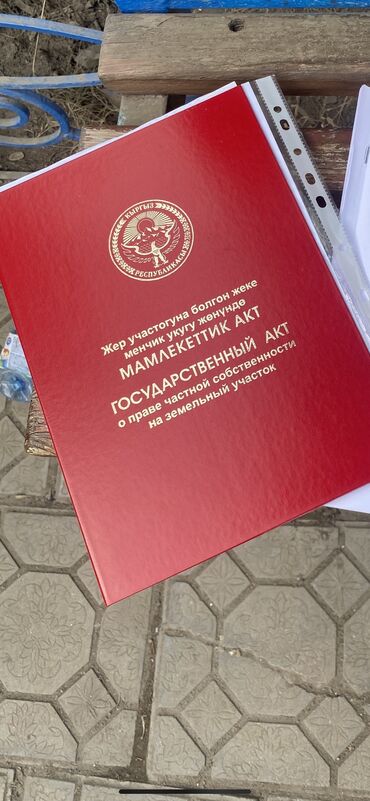 КЫРГЫЗ
РЕСПУБЛИКАСЫ
Жер участогуна болгон жеке
менчик укугу жөнүндө
МАМЛЕКЕТТИК АКТ
ГОСУДАРСТВЕННЫЙ АКТ
о праве частной собственности
на земельный участок